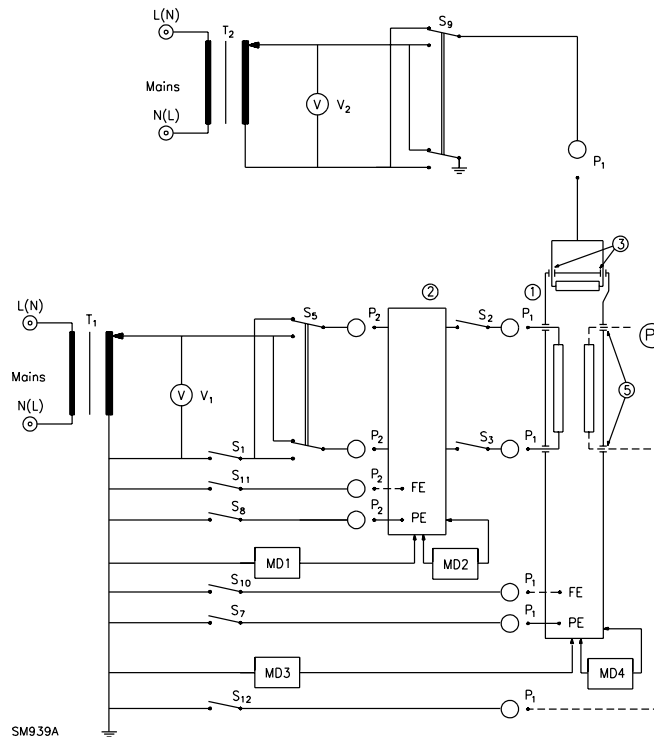 L(N)
T₂
S₉
Mains
V
V₂
N(L)
P₁
③
②
①
L(N)
T₁
S₅
P₂
S₂
P₁
P
Mains
V
V₁
⑤
N(L)
S₁
P₂
S₃
P₁
S₁₁
P₂
FE
S₈
P₂
PE
MD1
MD2
S₁₀
P₁
FE
S₇
P₁
PE
MD3
MD4
S₁₂
P₁
SM939A